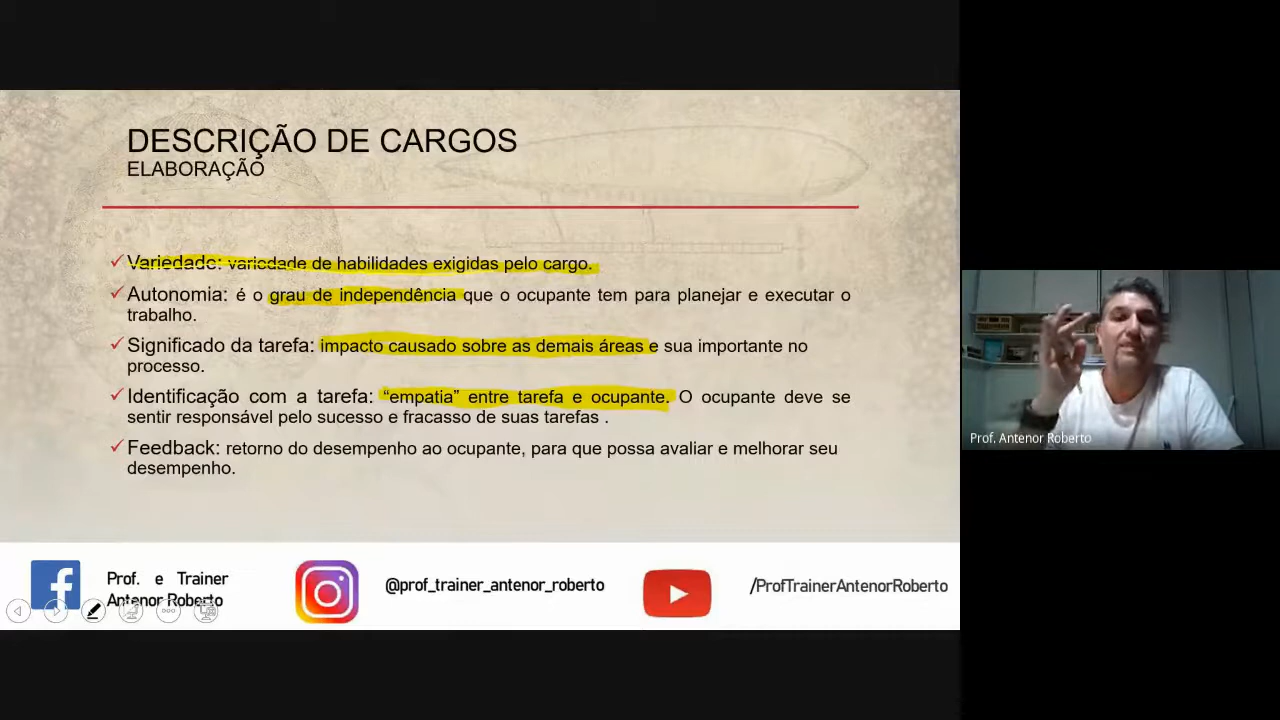 DESCRIÇÃO DE CARGOS
ELABORAÇÃO
Variedade: variedade de habilidades exigidas pelo cargo.
Autonomia: é o grau de independência que o ocupante tem para planejar e executar o
trabalho.
Significado da tarefa: impacto causado sobre as demais áreas e sua importante no
processo.
Identificação com a tarefa: “empatia” entre tarefa e ocupante. O ocupante deve se
sentir responsável pelo sucesso e fracasso de suas tarefas .
Feedback: retorno do desempenho ao ocupante, para que possa avaliar e melhorar seu
desempenho.
Prof. e Trainer
Antenor Roberto
@prof_trainer_antenor_roberto
/ProfTrainerAntenorRoberto
Prof. Antenor Roberto